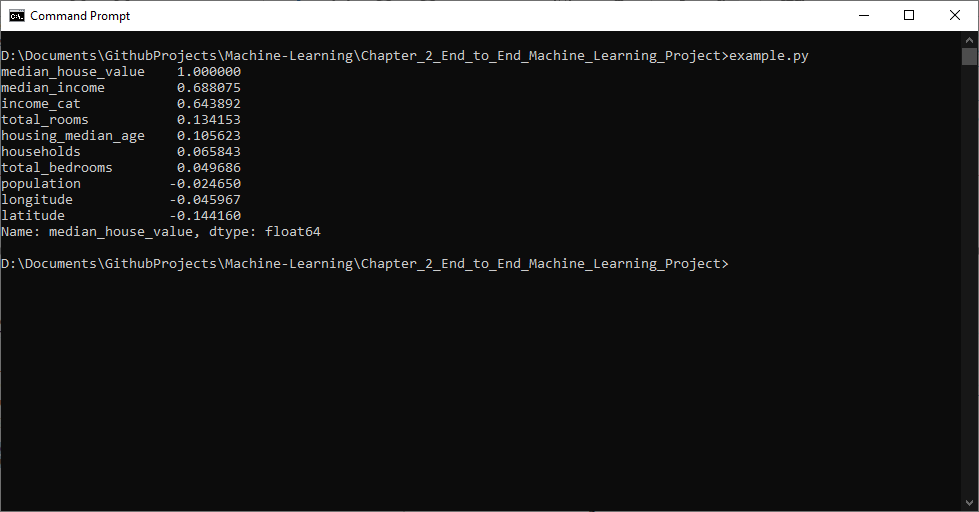 Command Prompt
D:\Documents\GithubProjects\Machine-Learning\Chapter_2_End_to_End_Machine_Learning_Project>example.py
median_house_value    1.000000
median_income         0.688075
income_cat            0.643892
total_rooms           0.134153
housing_median_age    0.105623
households            0.065843
total_bedrooms        0.049686
population           -0.024650
longitude            -0.045967
latitude             -0.144160
Name: median_house_value, dtype: float64
D:\Documents\GithubProjects\Machine-Learning\Chapter_2_End_to_End_Machine_Learning_Project>